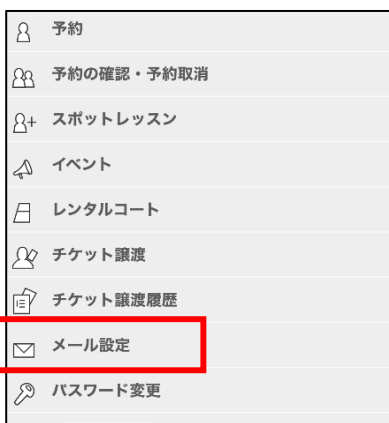 予約
予約の確認・予約取消
スポットレッスン
イベント
レンタルコート
チケット譲渡
チケット譲渡履歴
メール設定
パスワード変更